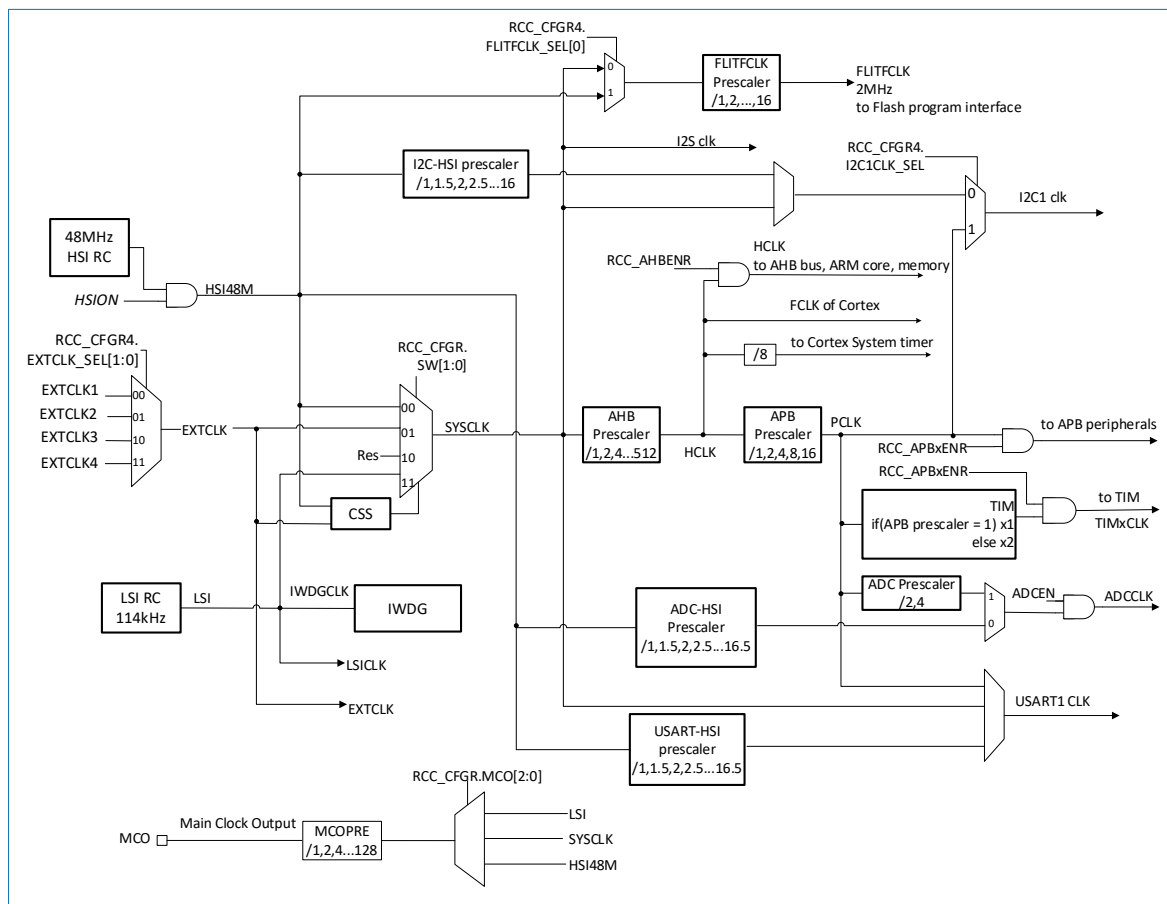 RCC_CFGR4.
FLITFCLK_SEL[0]
0
1
FLITFCLK
Prescaler
/1,2,...,16
FLITFCLK
2MHz
to Flash program interface
I2S clk
RCC_CFGR4.
I2C1CLK_SEL
I2C-HSI prescaler
/1,1.5,2,2.5...16
0
1
I2C1 clk
48MHz
HSI RC
HSION
HSI48M
RCC_AHBENR
HCLK
to AHB bus, ARM core, memory
FCLK of Cortex
/8
to Cortex System timer
RCC_CFGR4.
EXTCLK_SEL[1:0]
EXTCLK1
EXTCLK2
EXTCLK3
EXTCLK4
00
01
10
11
EXTCLK
RCC_CFGR.
SW[1:0]
00
01
Res
10
11
SYSCLK
CSS
AHB
Prescaler
/1,2,4...512
HCLK
APB
Prescaler
/1,2,4,8,16
PCLK
to APB peripherals
RCC_APBxENR
RCC_APBxENR
TIM
if(APB prescaler = 1) x1
else x2
to TIM
TIMxCLK
LSI RC
114kHz
LSI
IWDGCLK
IWDG
LSICLK
EXTCLK
ADC Prescaler
/2,4
ADC-HSI
Prescaler
/1,1.5,2,2.5...16.5
1
0
ADCEN
ADCCLK
USART-HSI
prescaler
/1,1.5,2,2.5...16.5
USART1 CLK
RCC_CFGR.MCO[2:0]
MCO
Main Clock Output
MCOPRE
/1,2,4...128
LSI
SYSCLK
HSI48M